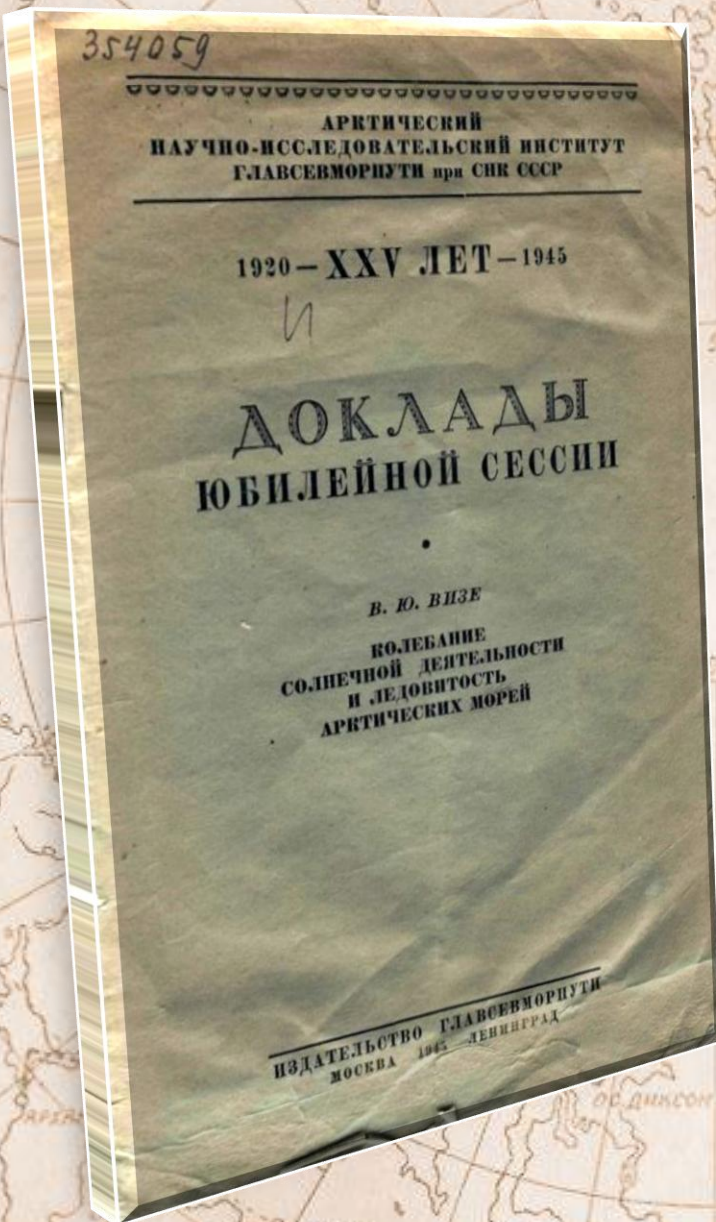 354059
АРКТИЧЕСКИЙ
НАУЧНО-ИССЛЕДОВАТЕЛЬСКИЙ ИНСТИТУТ
ГЛАВСЕВМОРПУТИ при СНК СССР
1920 — XXV ЛЕТ — 1945
И
ДОКЛАДЫ
ЮБИЛЕЙНОЙ СЕССИИ
В. Ю. ВИЗЕ
КОЛЕБАНИЕ
СОЛНЕЧНОЙ ДЕЯТЕЛЬНОСТИ
И ЛЕДОВИТОСТЬ
АРКТИЧЕСКИХ МОРЕЙ
ИЗДАТЕЛЬСТВО ГЛАВСЕВМОРПУТИ
МОСКВА 1945 ЛЕНИНГРАД
ОС. ДИКСОН